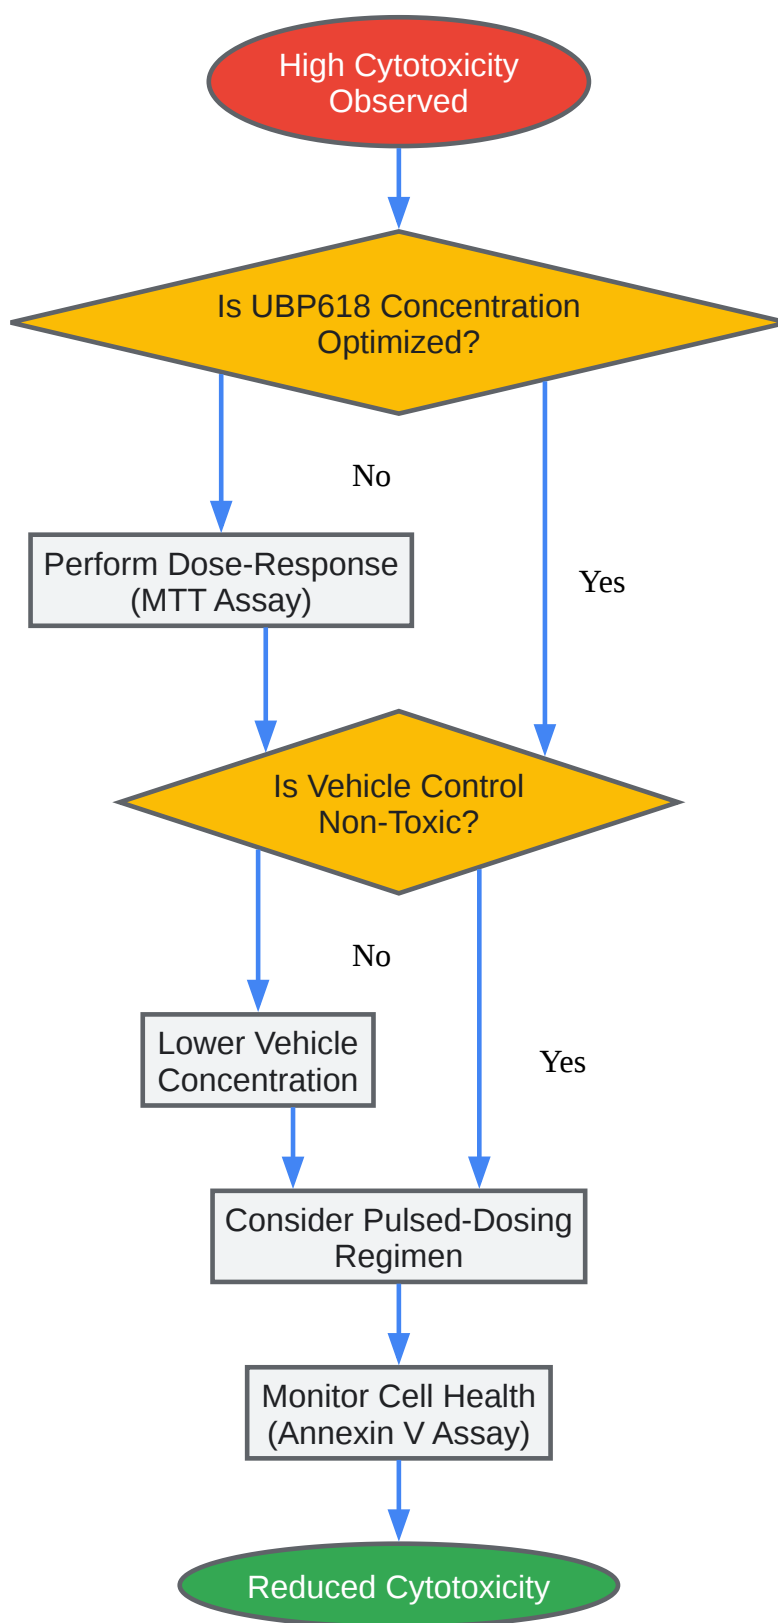 High Cytotoxicity
Observed
Is UBP618 Concentration
Optimized?
No
Perform Dose-Response
(MTT Assay)
Yes
Is Vehicle Control
Non-Toxic?
No
Lower Vehicle
Concentration
Yes
Consider Pulsed-Dosing
Regimen
Monitor Cell Health
(Annexin V Assay)
Reduced Cytotoxicity